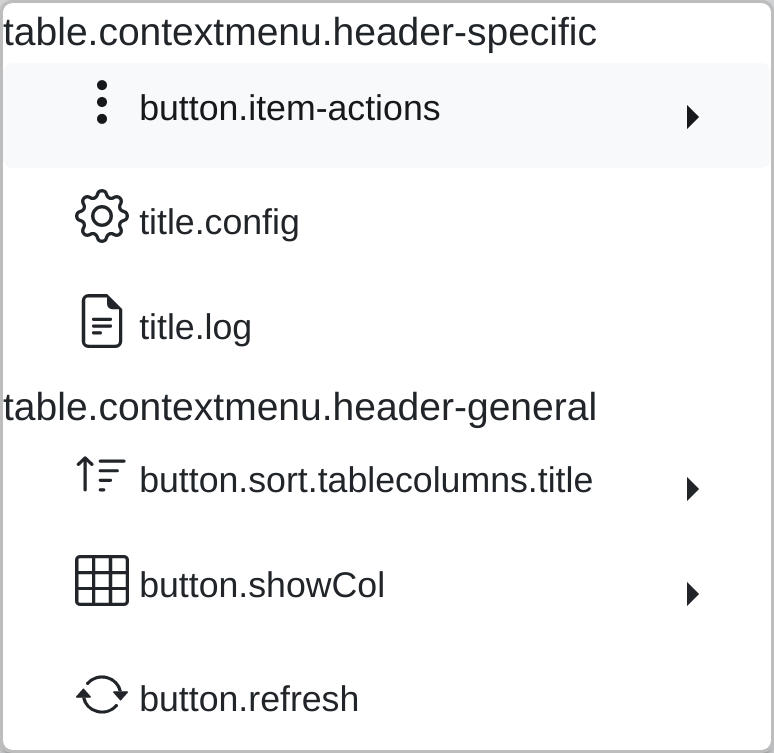 table.contextmenu.header-specific
button.item-actions
title.config
title.log
table.contextmenu.header-general
button.sort.tablecolumns.title
button.showCol
button.refresh